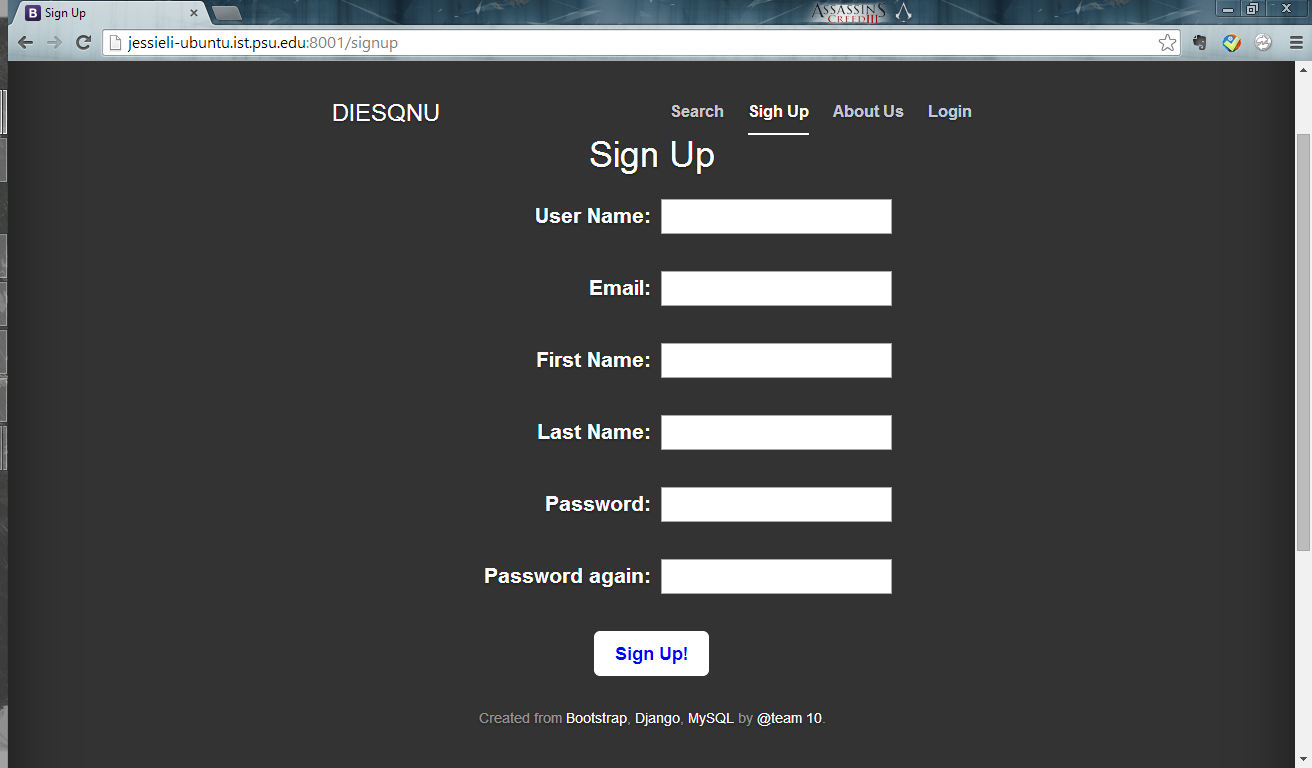 Sign Up
ASSASSIN'S
CREED III
jessieli-ubuntu.ist.psu.edu:8001/signup
DIESQNU Search Sigh Up About Us Login
Sign Up
User Name:
Email:
First Name:
Last Name:
Password:
Password again:
Sign Up!
Created from Bootstrap, Django, MySQL by @team 10.